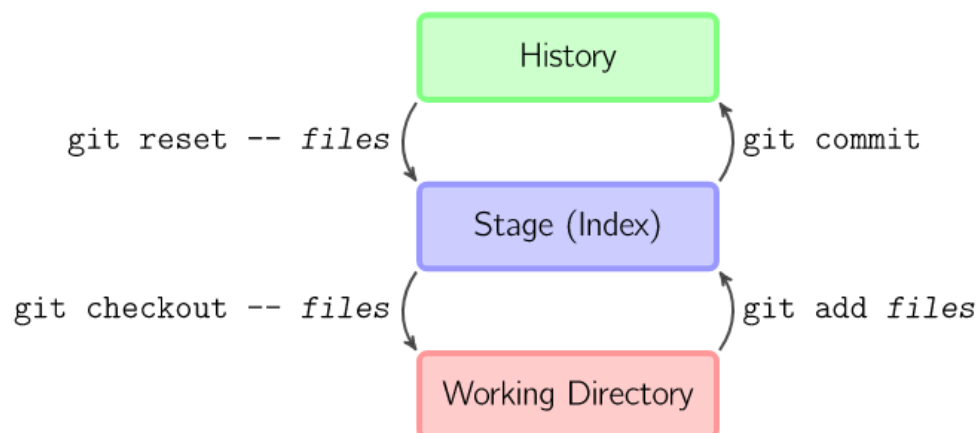 History
git reset -- files
git commit
Stage (Index)
git checkout -- files
git add files
Working Directory